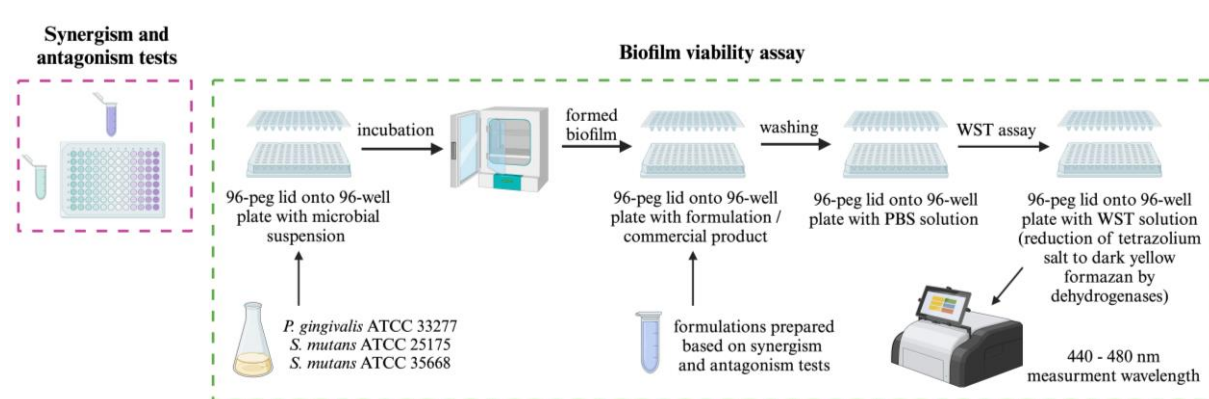 Synergism and
antagonism tests
Biofilm viability assay
incubation
formed
biofilm
washing
WST assay
96-peg lid onto 96-well
plate with microbial
suspension
96-peg lid onto 96-well
plate with formulation /
commercial product
96-peg lid onto 96-well
plate with PBS solution
96-peg lid onto 96-well
plate with WST solution
(reduction of tetrazolium
salt to dark yellow
formazan by
dehydrogenases)
P. gingivalis ATCC 33277
S. mutans ATCC 25175
S. mutans ATCC 35668
formulations prepared
based on synergism
and antagonism tests
440 - 480 nm
measurment wavelength